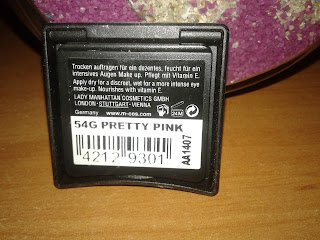 Trocken auftragen für ein dezentes, feucht für ein
intensives Augen Make up. Pflegt mit Vitamin E.
Apply dry for a discreet, wet for a more intense eye
make-up. Nourishes with vitamin E.
LADY MANHATTAN COSMETICS GMBH
LONDON · STUTTGART · VIENNA
Germany www.m-cos.com 24M
54G PRETTY PINK
4212 9301
AA1407